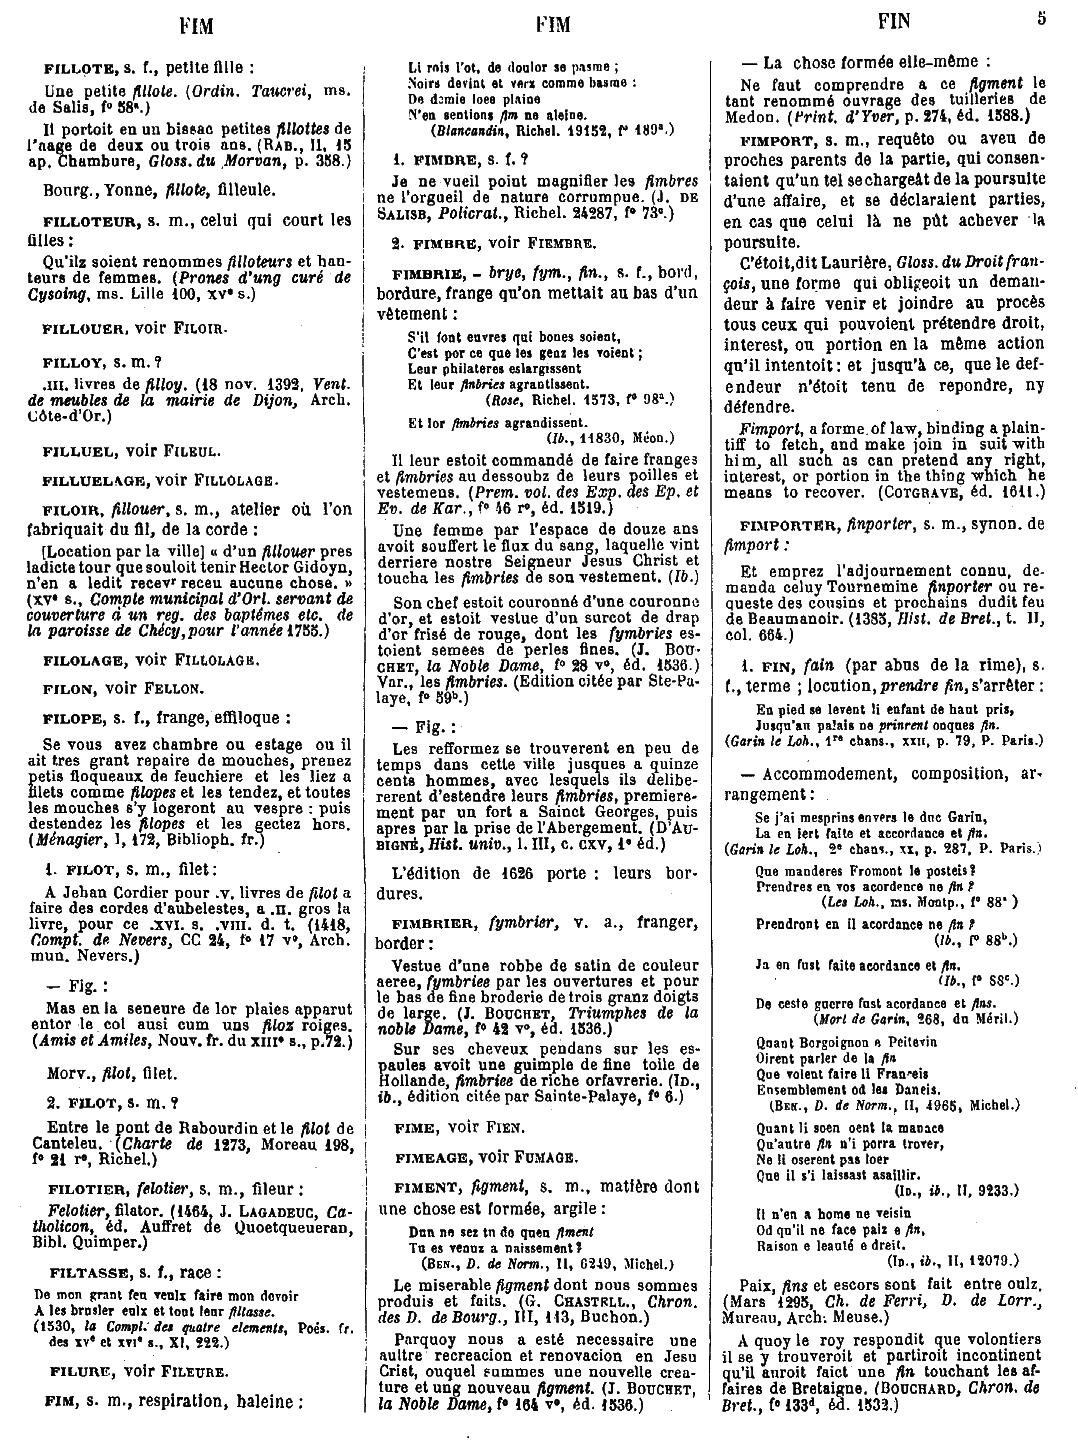 FIM
FILLOTE, s. f., petite fille :
Une petite fillote. (Ordin. Taucrei, ms.
de Salis, f° 58ª.)
Il portoit en un bissac petites fillottes de
l'nage de deux ou trois ans. (RAB., II, 15
ap. Chambure, Gloss. du Morvan, p. 358.)
Bourg., Yonne, fillote, filleule.
FILLOTEUR, s. m., celui qui court les
filles :
Qu'ilz soient renommes filloteurs et han-
teurs de femmes. (Prones d'ung curé de
Cysoing, ms. Lille 100, XVᵉ s.)
FILLOUER, voir FILOIR.
FILLOY, s. m. ?
.III. livres de filloy. (18 nov. 1392, Vent.
de meubles de la mairie de Dijon, Arch.
Côte-d'Or.)
FILLUEL, voir FILEUL.
FILLUELAGE, voir FILLOLAGE.
FILOIR, fillouer, s. m., atelier où l'on
fabriquait du fil, de la corde :
[Location par la ville] « d'un fillouer pres
ladicte tour que souloit tenir Hector Gidoyn,
n'en a ledit recevʳ receu aucune chose. »
(XVᵉ s., Compte municipal d'Orl. servant de
couverture à un reg. des baptêmes etc. de
la paroisse de Chécy, pour l'année 1755.)
FILOLAGE, voir FILLOLAGE.
FILON, voir FELLON.
FILOPE, s. f., frange, effiloque :
Se vous avez chambre ou estage ou il
ait tres grant repaire de mouches, prenez
petis floqueaux de feuchiere et les liez a
filets comme filopes et les tendez, et toutes
les mouches s'y logeront au vespre : puis
destendez les filopes et les gectez hors.
(Ménagier, I, 172, Biblioph. fr.)
1. FILOT, s. m., filet :
A Jehan Cordier pour .v. livres de filot a
faire des cordes d'aubelestes, a .II. gros la
livre, pour ce .XVI. s. .VIII. d. t. (1418,
Compt. de Nevers, CC 24, f° 17 v°, Arch.
mun. Nevers.)
— Fig. :
Mas en la seneure de lor plaies apparut
entor le col ausi cum uns filoz roiges.
(Amis et Amiles, Nouv. fr. du XIIIᵉ s., p.72.)
Morv., filot, filet.
2. FILOT, s. m. ?
Entre le pont de Rabourdin et le filot de
Canteleu. (Charte de 1273, Moreau 198,
f° 21 r°, Richel.)
FILOTIER, felotier, s. m., fileur :
Felotier, filator. (1464, J. LAGADEUC, Ca-
tholicon, éd. Auffret de Quoetqueueran,
Bibl. Quimper.)
FILTASSE, s. f., race :
De mon grant feu veulx faire mon devoir
A les brusler eulx et tout leur filtasse.
(1530, la Compl. des quatre elements, Poés. fr.
des XVᵉ et XVIᵉ s., XI, 222.)
FILURE, voir FILEURE.
FIM, s. m., respiration, haleine :
FIM
Li rois l'ot, de doulor se pasme ;
Noirs devint et verz comme basme :
De demie loee plaine
N'en sentions fim ne aleine.
(Blancandin, Richel. 19152, f° 189ª.)
1. FIMBRE, s. f. ?
Je ne vueil point magnifier les fimbres
ne l'orgueil de nature corrumpue. (J. DE
SALISB, Policrat., Richel. 24287, f° 73ᶜ.)
2. FIMBRE, voir FIEMBRE.
FIMBRIE, - brye, fym., fin., s. f., bord,
bordure, frange qu'on mettait au bas d'un
vêtement :
S'il font euvres qui bones soient,
C'est por ce que les genz les voient ;
Leur philateres eslargissent
Et leur finbries agrantissent.
(Rose, Richel. 1573, f° 98ª.)
Et lor fimbries agrandissent.
(Ib., 11830, Méon.)
Il leur estoit commandé de faire franges
et fimbries au dessoubz de leurs poilles et
vestemens. (Prem. vol. des Exp. des Ep. et
Ev. de Kar., f° 46 r°, éd. 1519.)
Une femme par l'espace de douze ans
avoit souffert le flux du sang, laquelle vint
derriere nostre Seigneur Jesus Christ et
toucha les fimbries de son vestement. (Ib.)
Son chef estoit couronné d'une couronne
d'or, et estoit vestue d'un surcot de drap
d'or frisé de rouge, dont les fymbries es-
toient semees de perles fines. (J. BOU-
CHET, la Noble Dame, f° 28 v°, éd. 1536.)
Var., les fimbries. (Edition citée par Ste-Pa-
laye, f° 59ᵇ.)
— Fig. :
Les refformez se trouverent en peu de
temps dans cette ville jusques a quinze
cents hommes, avec lesquels ils delibe-
rerent d'estendre leurs fimbries, premiere-
ment par un fort a Sainct Georges, puis
apres par la prise de l'Abergement. (D'AU-
BIGNÉ, Hist. univ., l. III, c. CXV, 1ᵉ éd.)
L'édition de 1626 porte : leurs bor-
dures.
FIMBRIER, fymbrier, v. a., franger,
border :
Vestue d'une robbe de satin de couleur
aeree, fymbriee par les ouvertures et pour
le bas de fine broderie de trois granz doigts
de large. (J. BOUCHET, Triumphes de la
noble Dame, f° 42 v°, éd. 1536.)
Sur ses cheveux pendans sur les es-
paules avoit une guimple de fine toile de
Hollande, fimbriee de riche orfavrerie. (ID.,
ib., édition citée par Sainte-Palaye, f° 6.)
FIME, voir FIEN.
FIMEAGE, voir FUMAGE.
FIMENT, figment, s. m., matière dont
une chose est formée, argile :
Dun ne sez tu de quen fiment
Tu es venuz a naissement ?
(BEN., D. de Norm., II, 6249, Michel.)
Le miserable figment dont nous sommes
produis et faits. (G. CHASTELL., Chron.
des D. de Bourg., III, 113, Buchon.)
Parquoy nous a esté necessaire une
aultre recreacion et renovacion en Jesu
Crist, ouquel summes une nouvelle crea-
ture et ung nouveau figment. (J. BOUCHET,
la Noble Dame, f° 164 v°, éd. 1536.)
FIN 5
— La chose formée elle-même :
Ne faut comprendre a ce figment le
tant renommé ouvrage des tuilleries de
Medon. (Print. d'Yver, p. 274, éd. 1588.)
FIMPORT, s. m., requête ou aveu de
proches parents de la partie, qui consen-
taient qu'un tel se chargeât de la poursuite
d'une affaire, et se déclaraient parties,
en cas que celui là ne pût achever la
poursuite.
C'étoit, dit Laurière, Gloss. du Droit fran-
çois, une forme qui obligeoit un deman-
deur à faire venir et joindre au procès
tous ceux qui pouvoient prétendre droit,
interest, ou portion en la même action
qu'il intentoit : et jusqu'à ce, que le def-
endeur n'étoit tenu de repondre, ny
défendre.
Fimport, a forme of law, binding a plain-
tiff to fetch, and make join in suit with
him, all such as can pretend any right,
interest, or portion in the thing which he
means to recover. (COTGRAVE, éd. 1611.)
FIMPORTER, finporter, s. m., synon. de
fimport :
Et emprez l'adjournement connu, de-
manda celuy Tournemine finporter ou re-
queste des cousins et prochains dudit feu
de Beaumanoir. (1385, Hist. de Bret., t. II,
col. 664.)
1. FIN, fain (par abus de la rime), s.
f., terme ; locution, prendre fin, s'arrêter :
En pied se levent li enfant de haut pris,
Jusqu'au palais ne prinrent onques fin.
(Garin le Loh., 1ʳᵉ chans., XXII, p. 79, P. Paris.)
— Accommodement, composition, ar-
rangement :
Se j'ai mesprins envers le duc Garin,
La en iert faite et accordance et fin.
(Garin le Loh., 2ᵉ chans., XX, p. 287, P. Paris.)
Que manderes Fromont le posteis ?
Prendres en vos acordence ne fin ?
(Les Loh., ms. Montp., f° 88ª )
Prendront en il acordance ne fin ?
(Ib., f° 88ᵇ.)
Ja en fust faite acordance et fin.
(Ib., f° 88ᶜ.)
De ceste guerre fust acordance et fins.
(Mort de Garin, 268, du Méril.)
Quant Borgoignon e Peitevin
Oirent parler de la fin
Que voient faire li Franceis
Ensemblement od les Daneis.
(BEN., D. de Norm., II, 4965, Michel.)
Quant li soen oent la manace
Qu'autre fin n'i porra trover,
Ne li oserent pas loer
Que il s'i laissast asaillir.
(ID., ib., II, 9233.)
Il n'en a home ne veisin
Od qu'il ne face paiz e fin,
Raison e leauté e dreit.
(ID., ib., II, 12079.)
Paix, fins et escors sont fait entre oulz.
(Mars 1295, Ch. de Ferri, D. de Lorr.,
Mureau, Arch. Meuse.)
A quoy le roy respondit que volontiers
il se y trouveroit et partiroit incontinent
qu'il auroit faict une fin touchant les af-
faires de Bretaigne. (BOUCHARD, Chron. de
Bret., f° 133ᵈ, éd. 1532.)